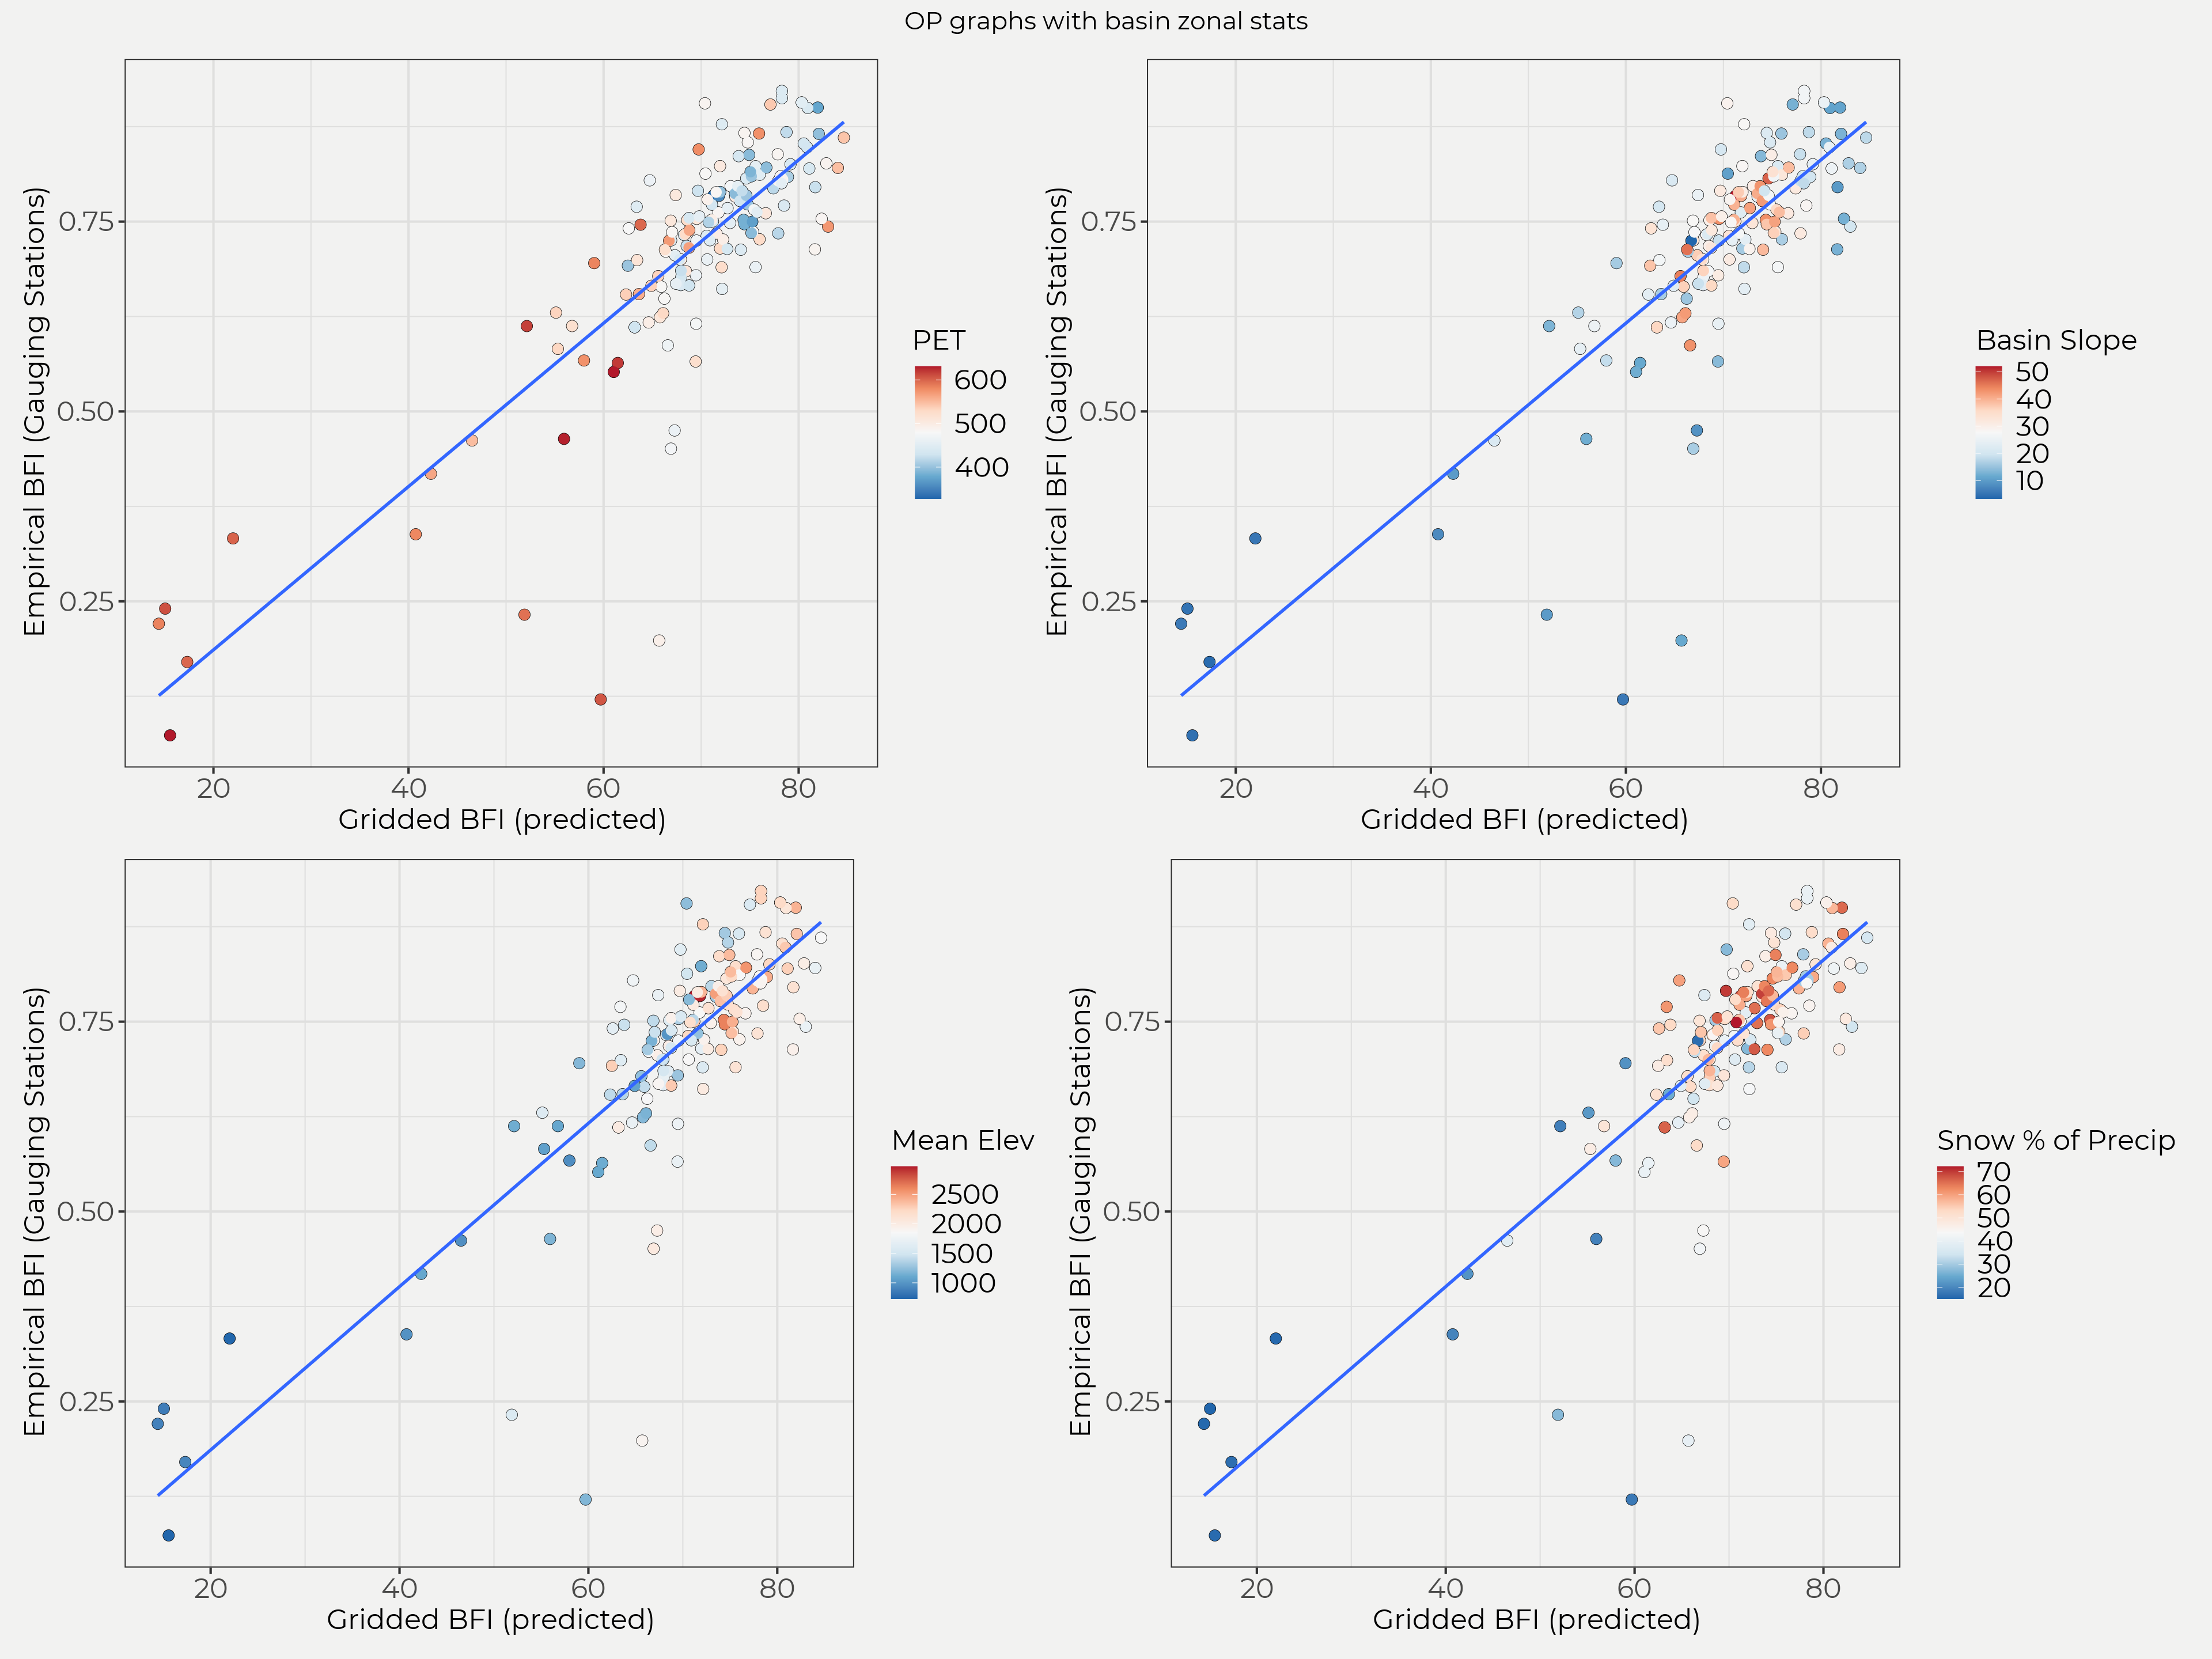 OP graphs with basin zonal stats
Empirical BFI (Gauging Stations)
0.75
0.50
0.25
20 40 60 80
Gridded BFI (predicted)
PET
600
500
400
Empirical BFI (Gauging Stations)
0.75
0.50
0.25
20 40 60 80
Gridded BFI (predicted)
Basin Slope
50
40
30
20
10
Empirical BFI (Gauging Stations)
0.75
0.50
0.25
20 40 60 80
Gridded BFI (predicted)
Mean Elev
2500
2000
1500
1000
Empirical BFI (Gauging Stations)
0.75
0.50
0.25
20 40 60 80
Gridded BFI (predicted)
Snow % of Precip
70
60
50
40
30
20